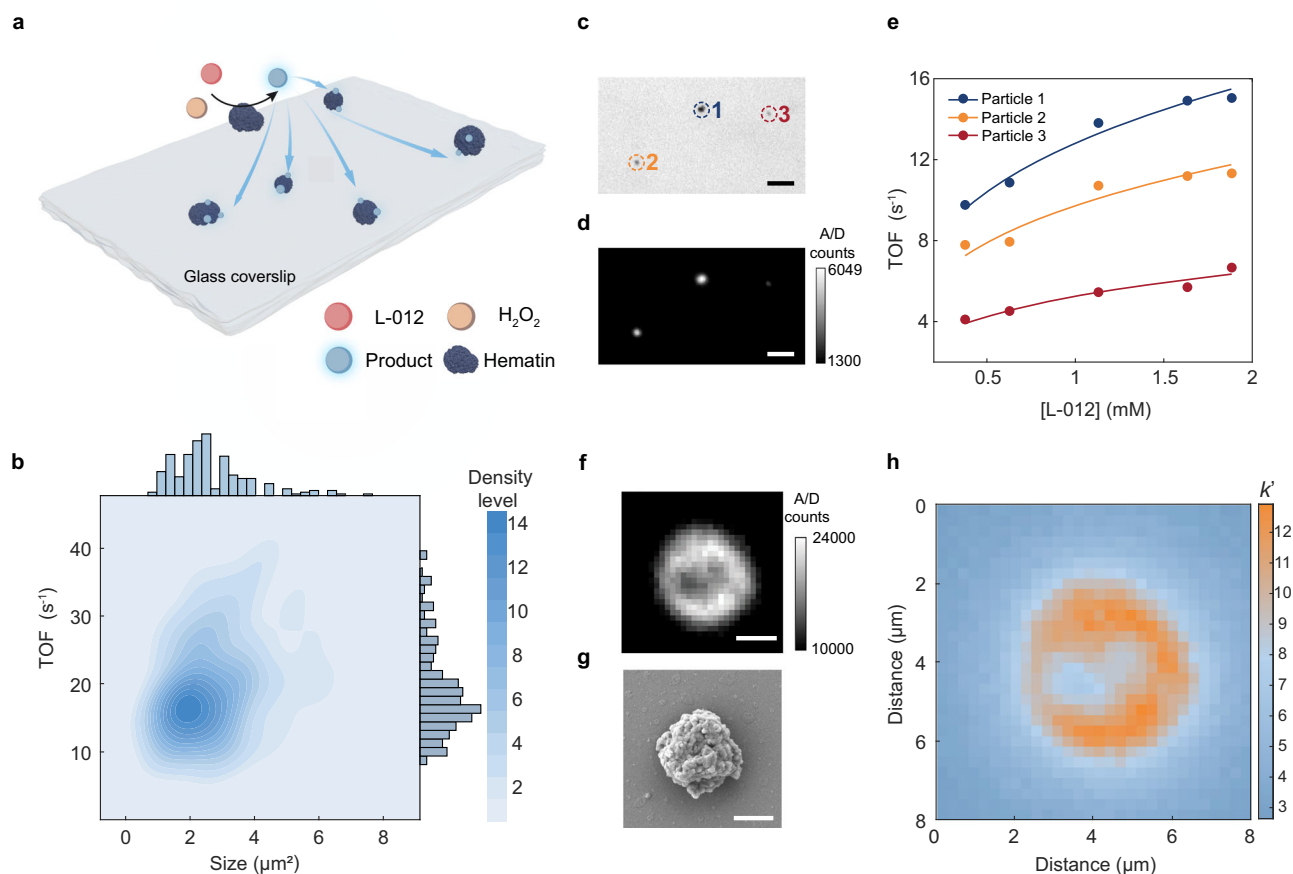 a
Glass coverslip
L-012
H₂O₂
Product
Hematin
b
Density
level
14
12
10
8
6
4
2
TOF (s⁻¹)
40
30
20
10
0 2 4 6 8
Size (µm²)
c
1
2
3
d
A/D
counts
6049
1300
e
TOF (s⁻¹)
16
12
8
4
Particle 1
Particle 2
Particle 3
0.5 1 1.5 2
[L-012] (mM)
f
A/D
counts
24000
10000
g
h
k'
12
11
10
9
8
7
6
5
4
3
Distance (µm)
0
2
4
6
8
0 2 4 6 8
Distance (µm)